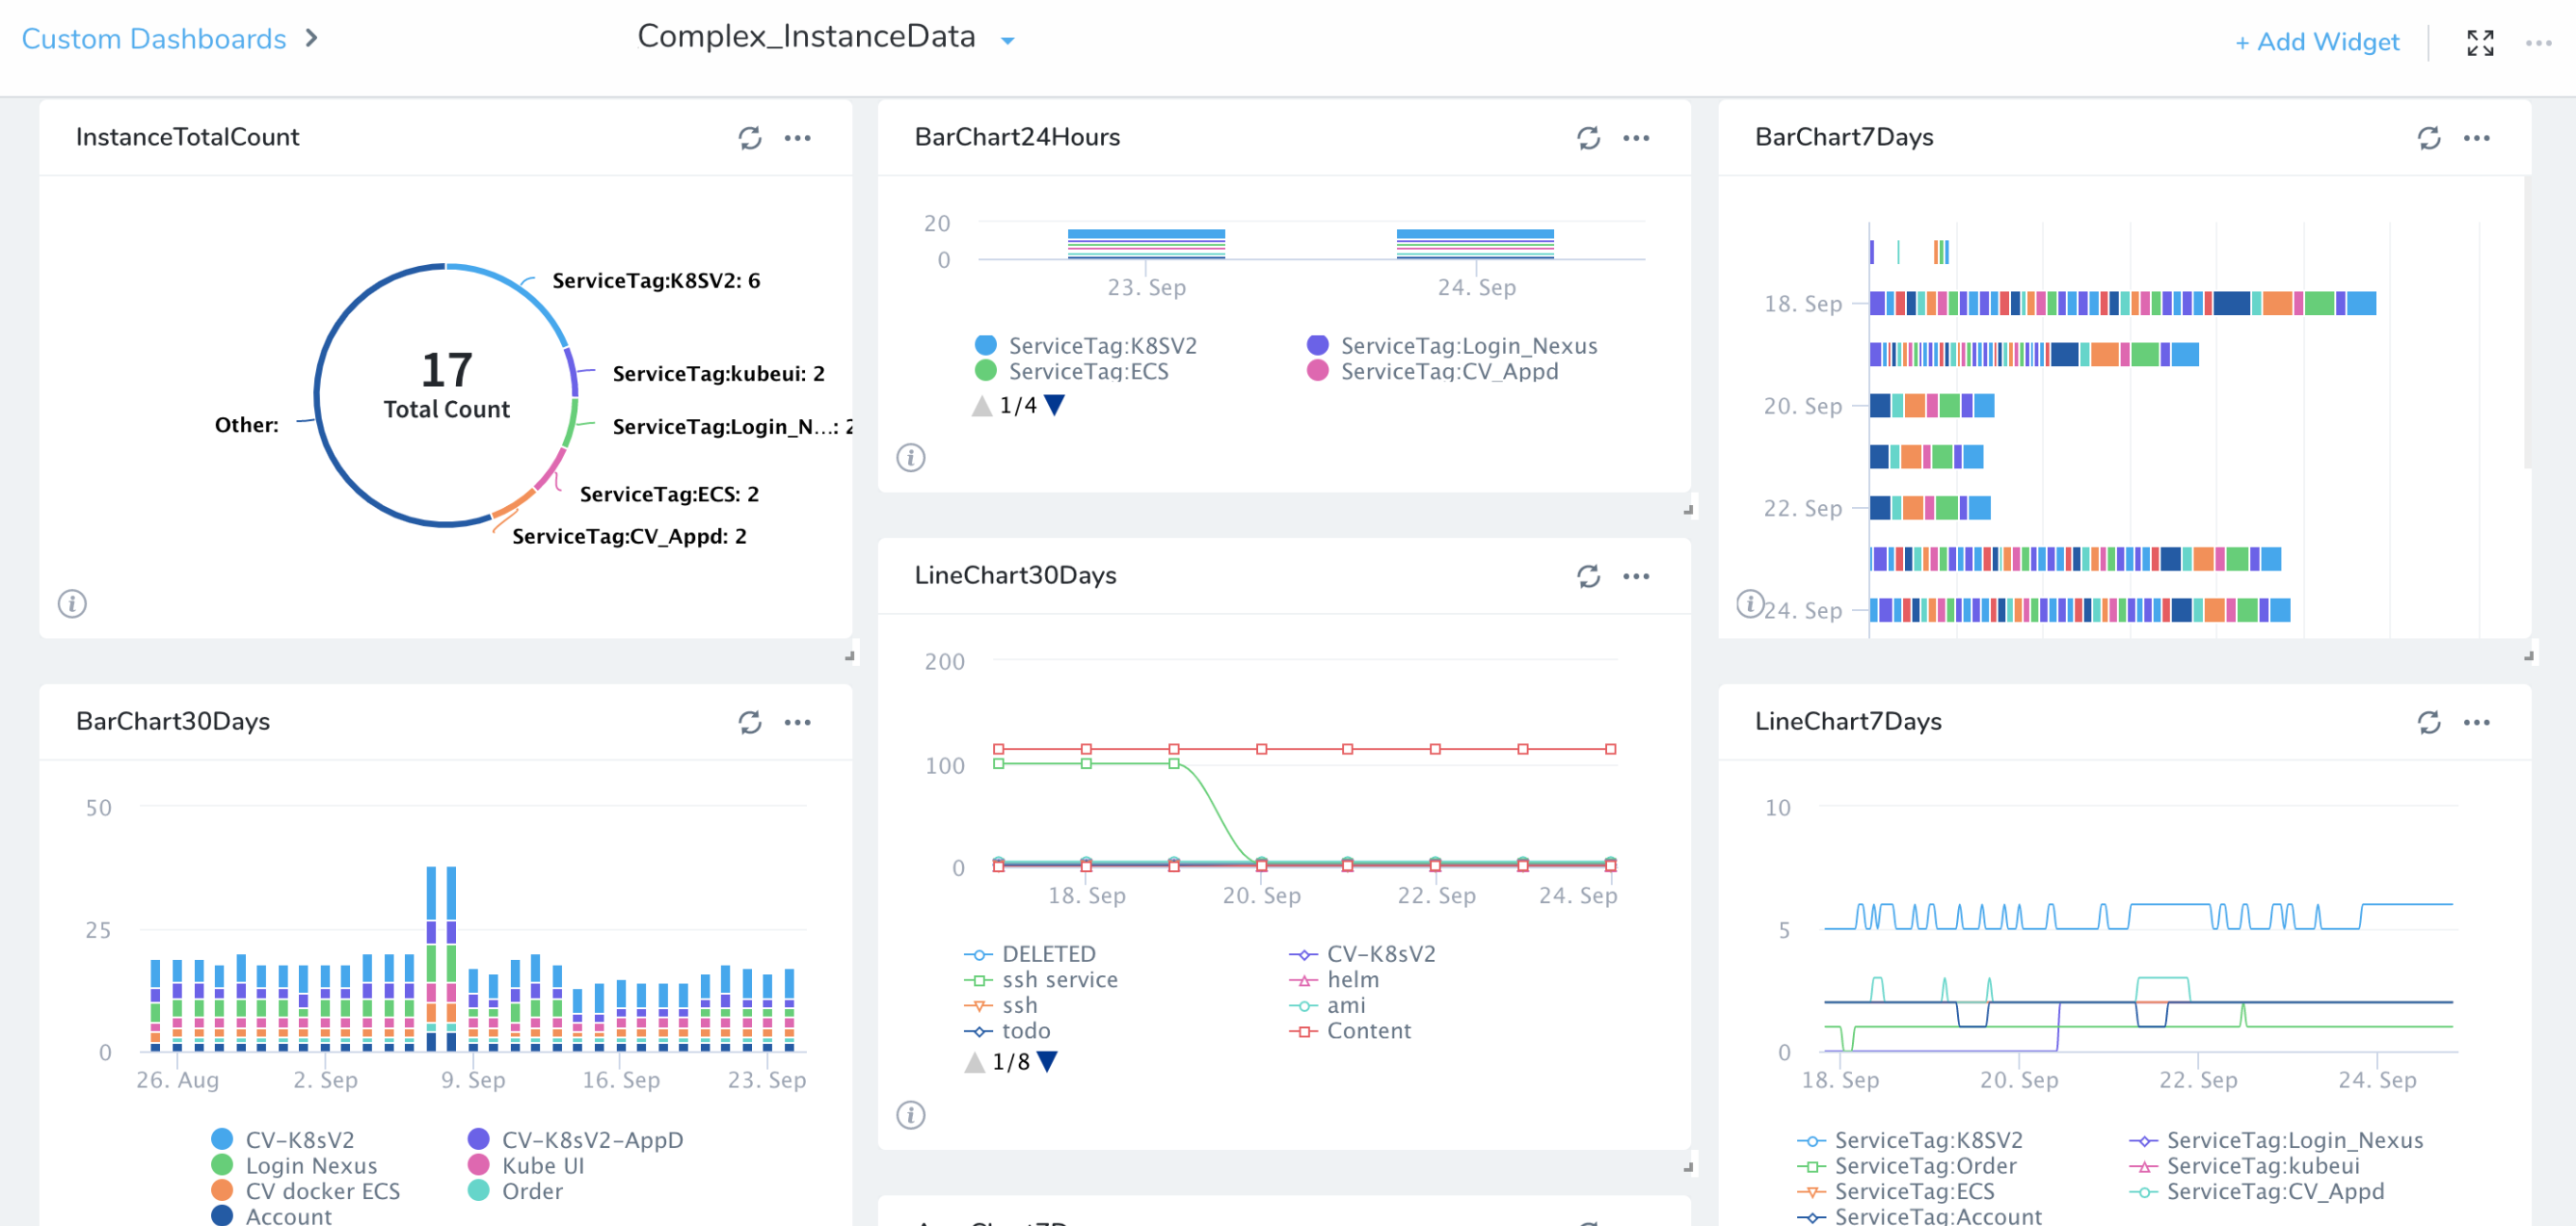 Custom Dashboards
Complex_InstanceData
+ Add Widget
InstanceTotalCount
17
Total Count
ServiceTag:K8SV2: 6
ServiceTag:kubeui: 2
ServiceTag:Login_N...: 2
ServiceTag:ECS: 2
ServiceTag:CV_Appd: 2
Other:
BarChart24Hours
20
0
23. Sep
24. Sep
ServiceTag:K8SV2
ServiceTag:Login_Nexus
ServiceTag:ECS
ServiceTag:CV_Appd
1/4
BarChart7Days
18. Sep
20. Sep
22. Sep
24. Sep
BarChart30Days
50
25
0
26. Aug
2. Sep
9. Sep
16. Sep
23. Sep
CV-K8sV2
CV-K8sV2-AppD
Login Nexus
Kube UI
CV docker ECS
Order
Account
LineChart30Days
200
100
0
18. Sep
20. Sep
22. Sep
24. Sep
DELETED
CV-K8sV2
ssh service
helm
ssh
ami
todo
Content
1/8
LineChart7Days
10
5
0
18. Sep
20. Sep
22. Sep
24. Sep
ServiceTag:K8SV2
ServiceTag:Login_Nexus
ServiceTag:Order
ServiceTag:kubeui
ServiceTag:ECS
ServiceTag:CV_Appd
ServiceTag:Account